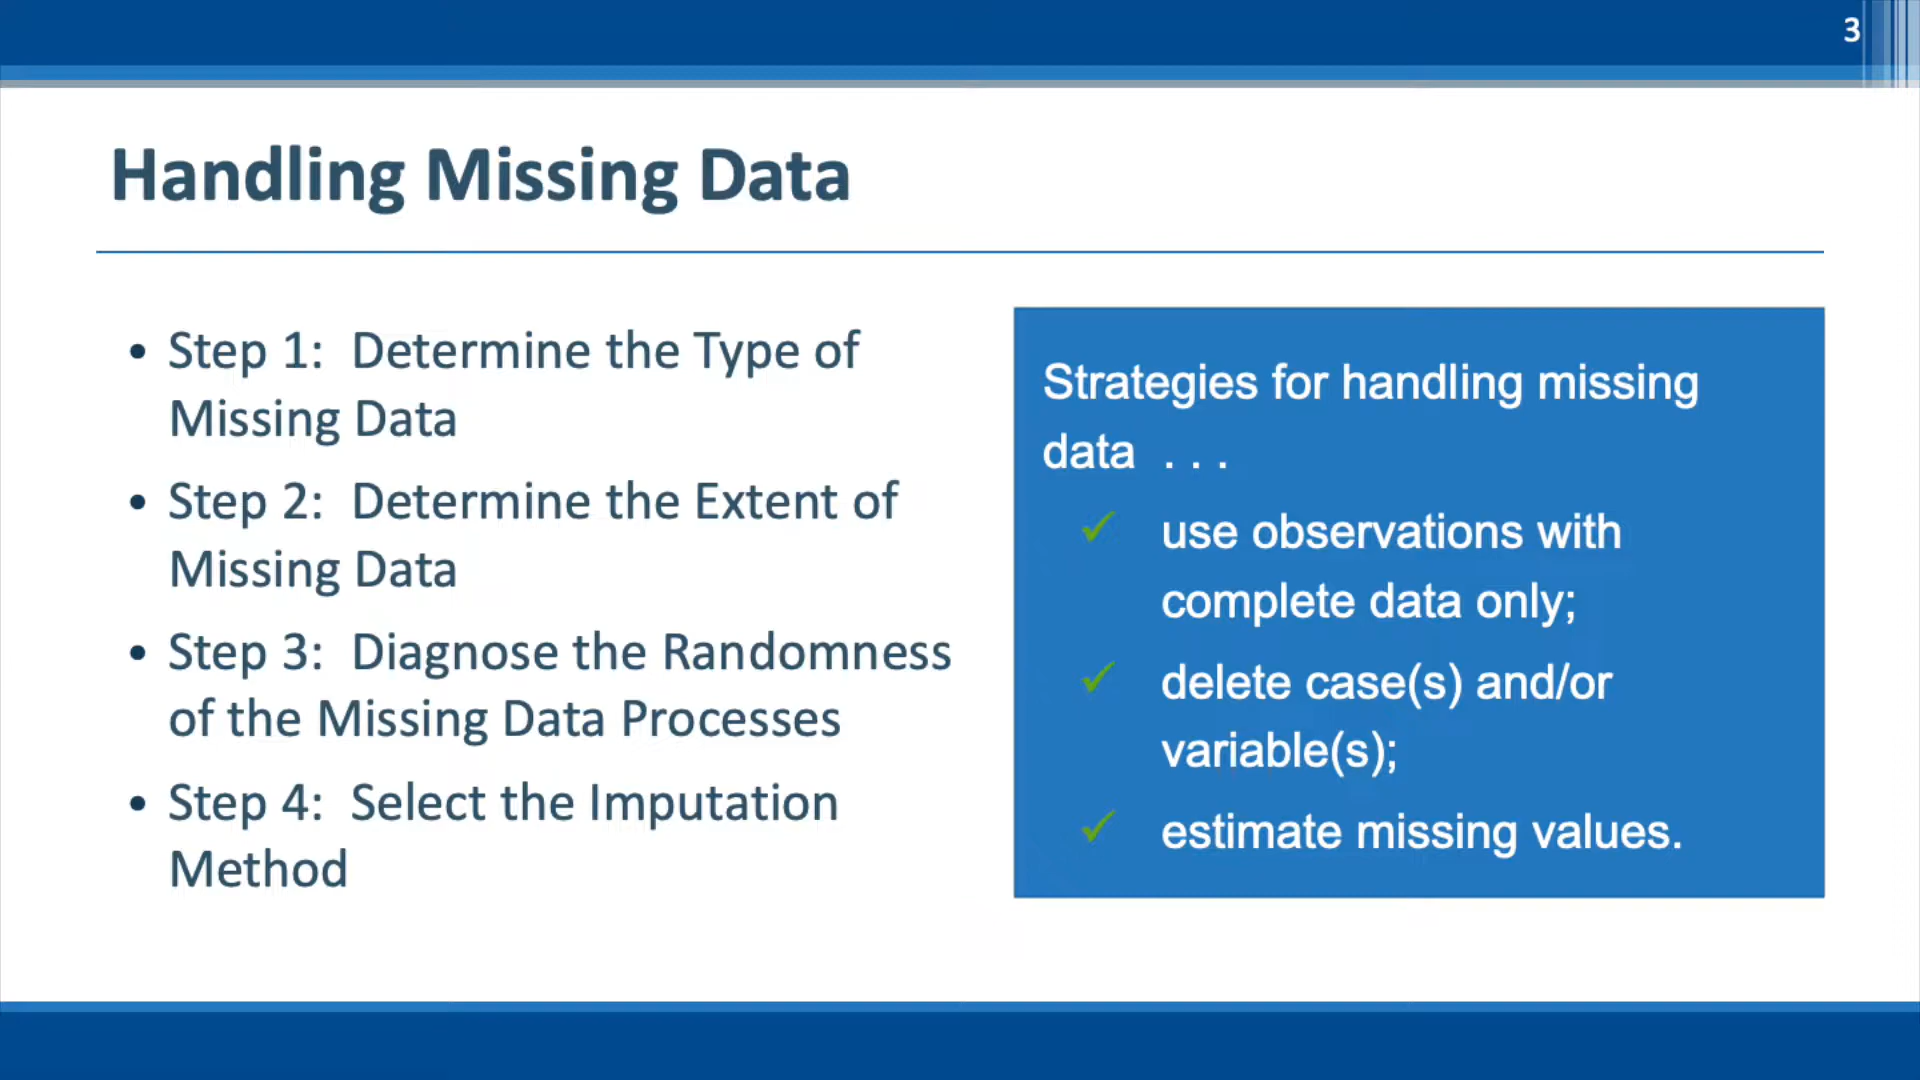 3
Handling Missing Data
• Step 1: Determine the Type of
Missing Data
• Step 2: Determine the Extent of
Missing Data
• Step 3: Diagnose the Randomness
of the Missing Data Processes
• Step 4: Select the Imputation
Method
Strategies for handling missing
data . . .
✓ use observations with
complete data only;
✓ delete case(s) and/or
variable(s);
✓ estimate missing values.